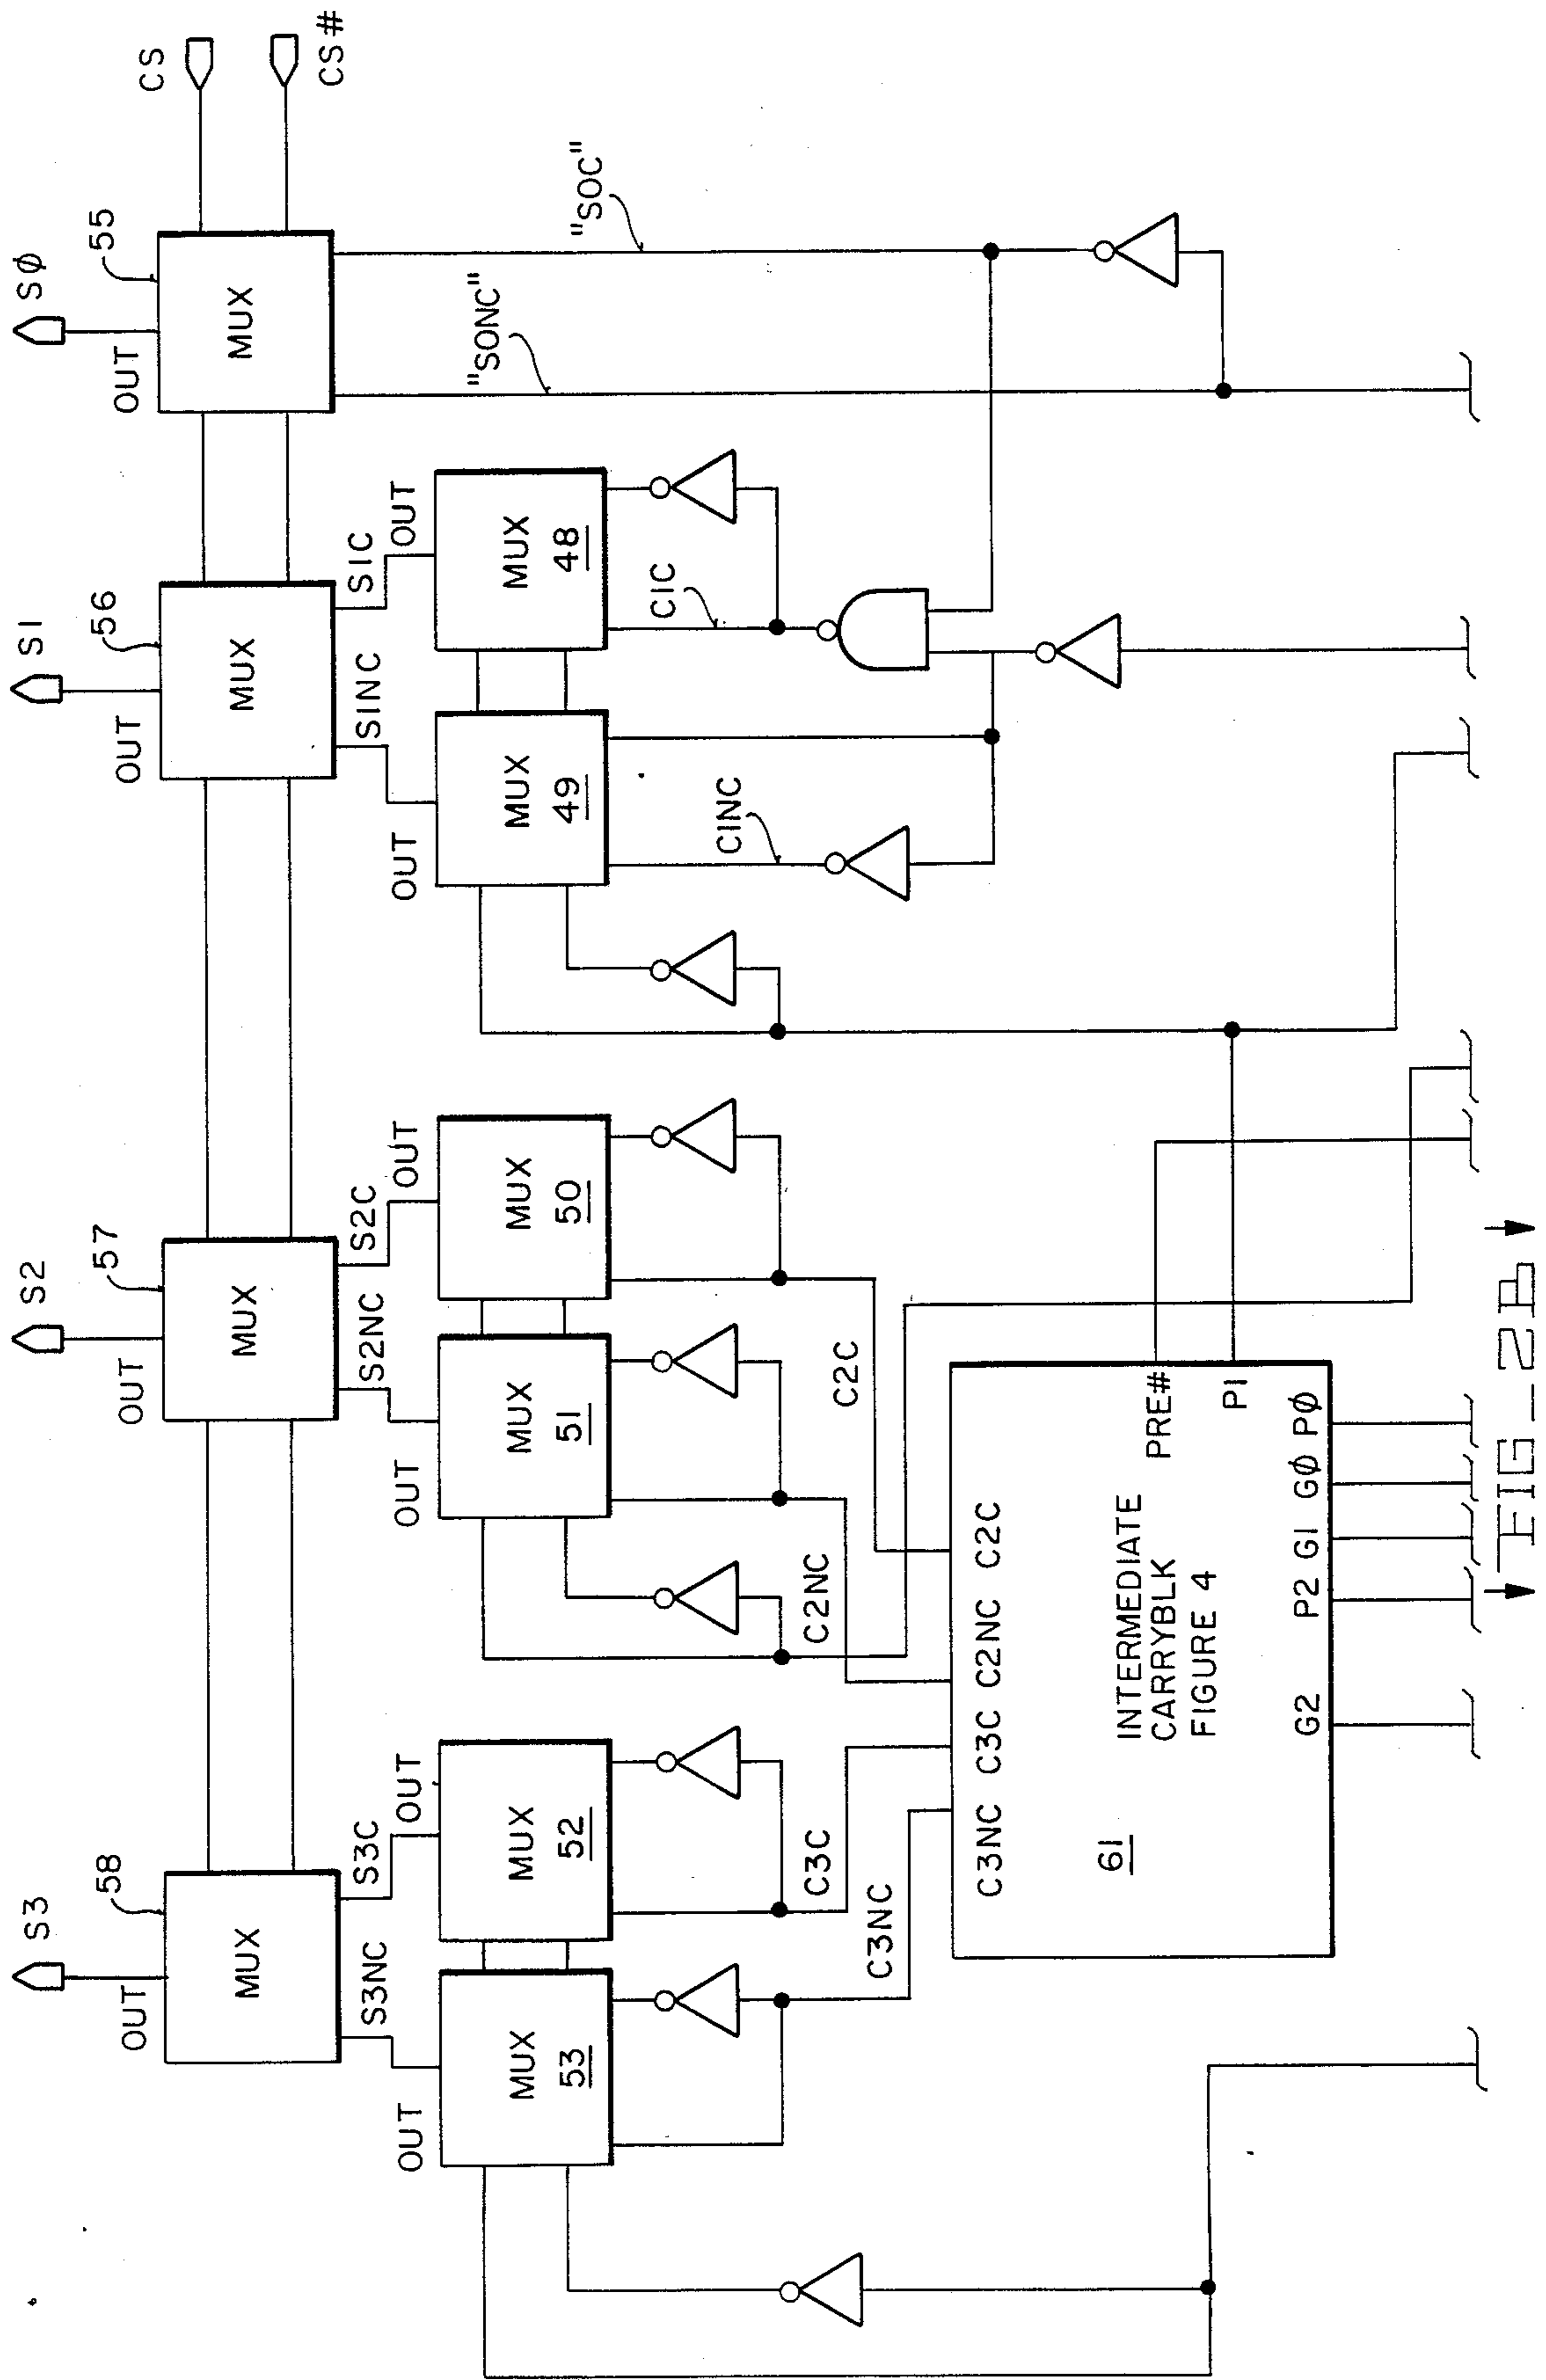 S3
S2
S1
SØ
58
57
56
55
CS
CS#
OUT
OUT
OUT
OUT
MUX
MUX
MUX
MUX
S3NC
S3C
S2NC
S2C
S1NC
S1C
OUT
OUT
OUT
OUT
OUT
OUT
MUX
53
MUX
52
MUX
51
MUX
50
MUX
49
MUX
48
"SONC"
"SOC"
C1NC
C1C
C3NC
C3C
C2NC
C2C
C3NC C3C C2NC C2C
61
INTERMEDIATE
CARRYBLK
FIGURE 4
PRE#
P1
G2 P2 G1 GØ PØ
FIG_2A